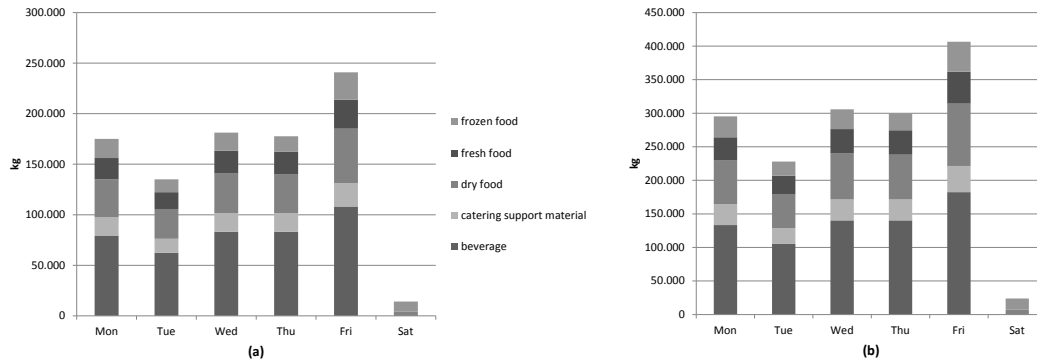 300.000
250.000
200.000
150.000
100.000
50.000
0
kg
Mon Tue Wed Thu Fri Sat
(a)
frozen food
fresh food
dry food
catering support material
beverage
450.000
400.000
350.000
300.000
250.000
200.000
150.000
100.000
50.000
0
kg
Mon Tue Wed Thu Fri Sat
(b)